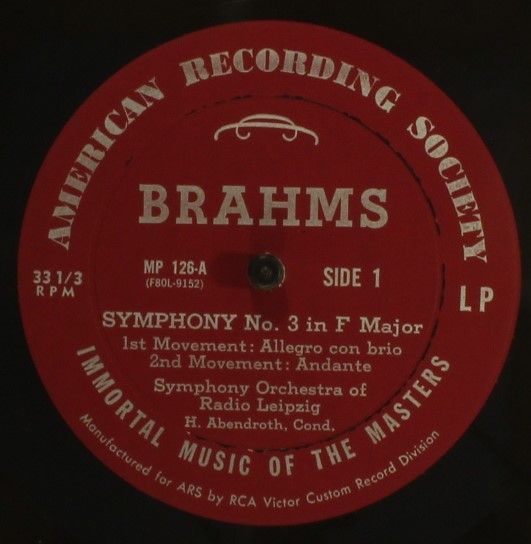 AMERICAN RECORDING SOCIETY
BRAHMS
MP 126-A
(F80L-9152)
SIDE 1
33 1/3
RPM
LP
SYMPHONY No. 3 in F Major
1st Movement: Allegro con brio
2nd Movement: Andante
Symphony Orchestra of
Radio Leipzig
H. Abendroth, Cond.
IMMORTAL MUSIC OF THE MASTERS
Manufactured for ARS by RCA Victor Custom Record Division